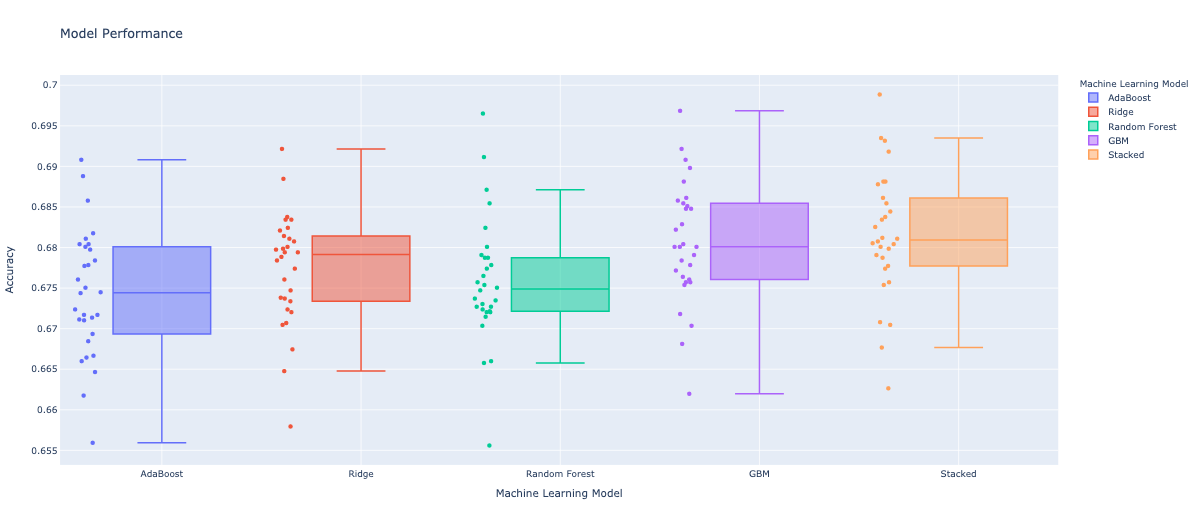 Model Performance
Machine Learning Model
AdaBoost
Ridge
Random Forest
GBM
Stacked
0.7
0.695
0.69
0.685
0.68
0.675
0.67
0.665
0.66
0.655
Accuracy
AdaBoost
Ridge
Random Forest
GBM
Stacked
Machine Learning Model